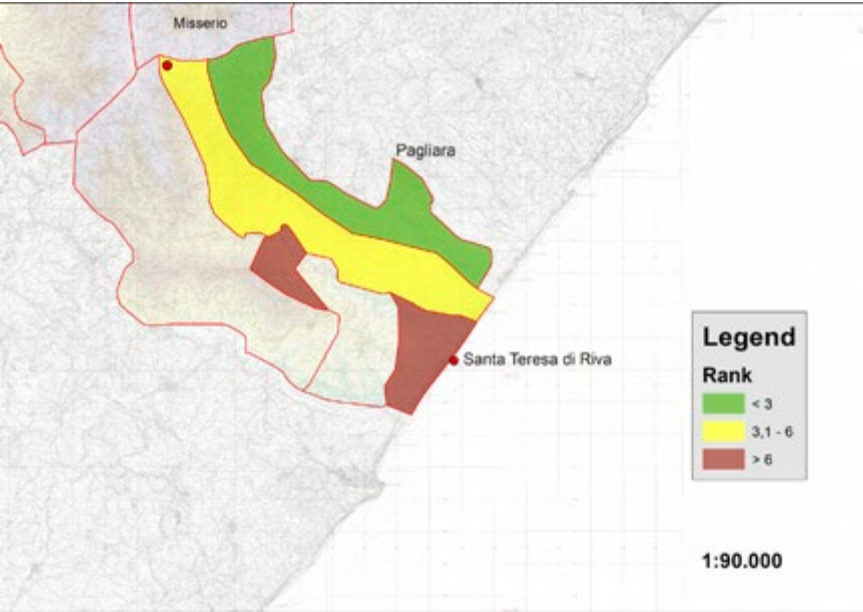 Misserio
Pagliara
Santa Teresa di Riva
Legend
Rank
< 3
3,1 - 6
> 6
1:90.000